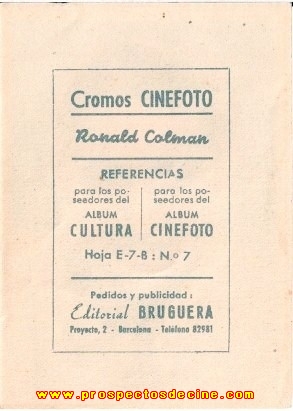 Cromos CINEFOTO
Ronald Colman
REFERENCIAS
para los po-
seedores del
ALBUM
CULTURA
para los po-
seedores del
ALBUM
CINEFOTO
Hoja E-7-B : N.o 7
Pedidos y publicidad :
Editorial BRUGUERA
Proyecto, 2 - Barcelona - Teléfono 82981
www.prospectosdecine.com